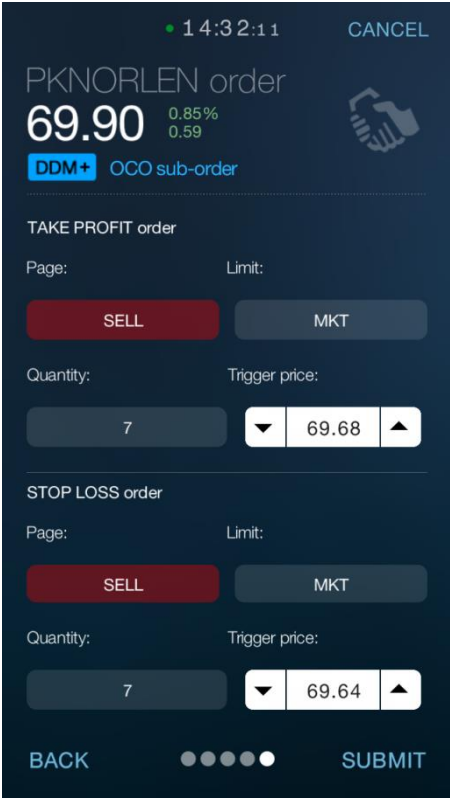 14:32:11 CANCEL
PKNORLEN order
69.90 0.85%
0.59
DDM+ OCO sub-order
TAKE PROFIT order
Page: Limit:
SELL MKT
Quantity: Trigger price:
7 69.68
STOP LOSS order
Page: Limit:
SELL MKT
Quantity: Trigger price:
7 69.64
BACK SUBMIT